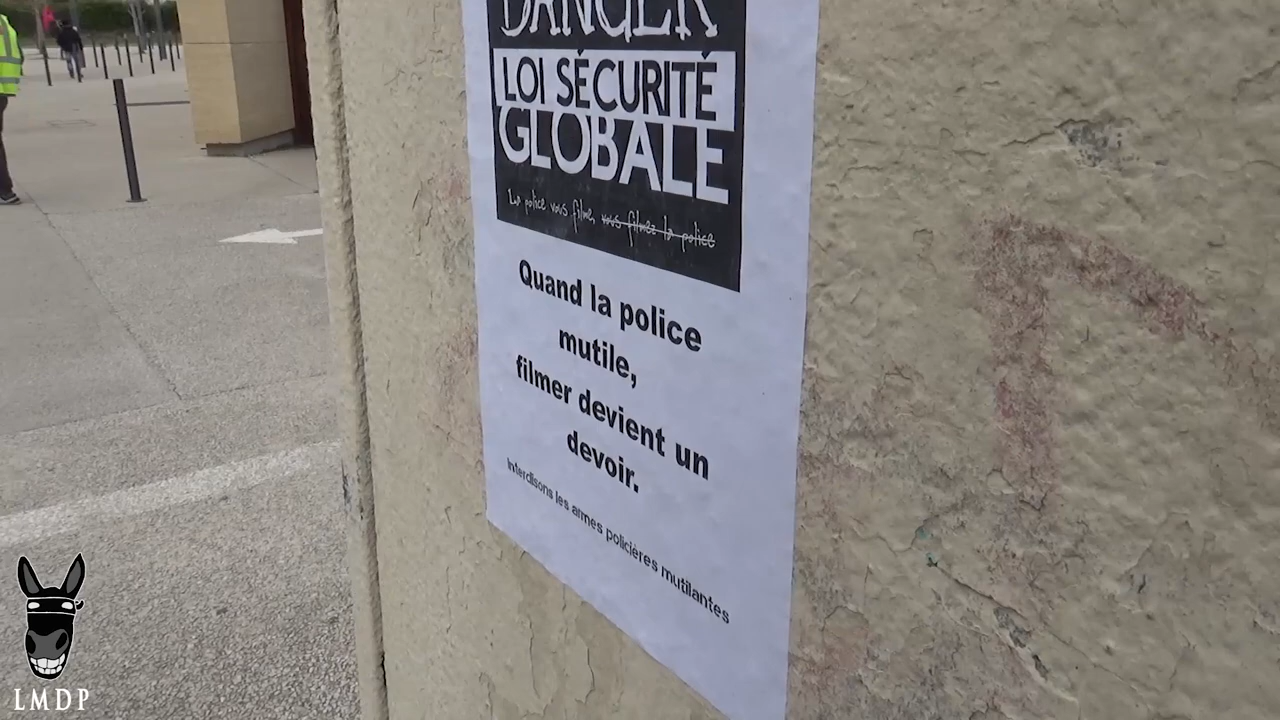 DANGER
LOI SÉCURITÉ
GLOBALE
La police vous filme, vous filmez la police
Quand la police
mutile,
filmer devient un
devoir.
Interdisons les armes policières mutilantes
LMDP